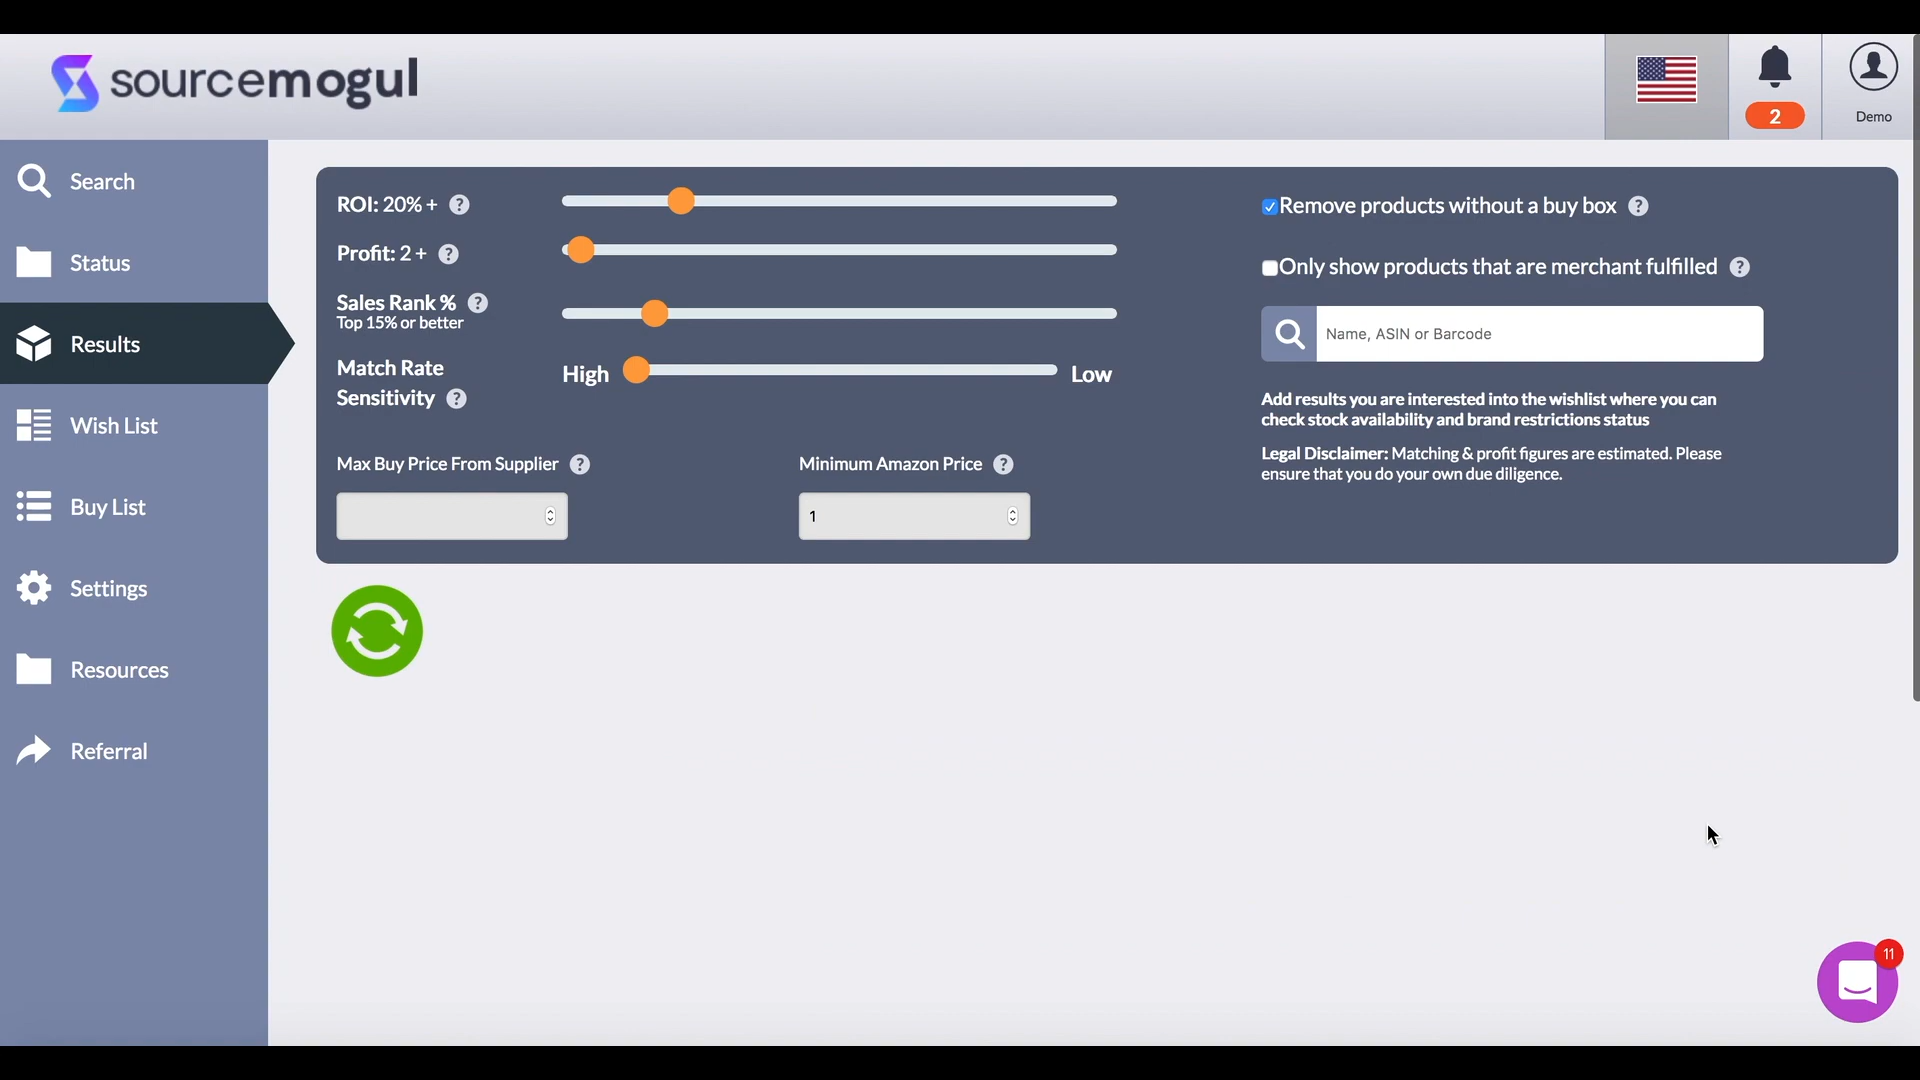 sourcemogul
2
Demo
Search
Status
Results
Wish List
Buy List
Settings
Resources
Referral
ROI: 20% + ?
Profit: 2 + ?
Sales Rank % ?
Top 15% or better
Match Rate
Sensitivity ?
High
Low
Max Buy Price From Supplier ?
Minimum Amazon Price ?
1
Remove products without a buy box ?
Only show products that are merchant fulfilled ?
Name, ASIN or Barcode
Add results you are interested into the wishlist where you can
check stock availability and brand restrictions status
Legal Disclaimer: Matching & profit figures are estimated. Please
ensure that you do your own due diligence.
11